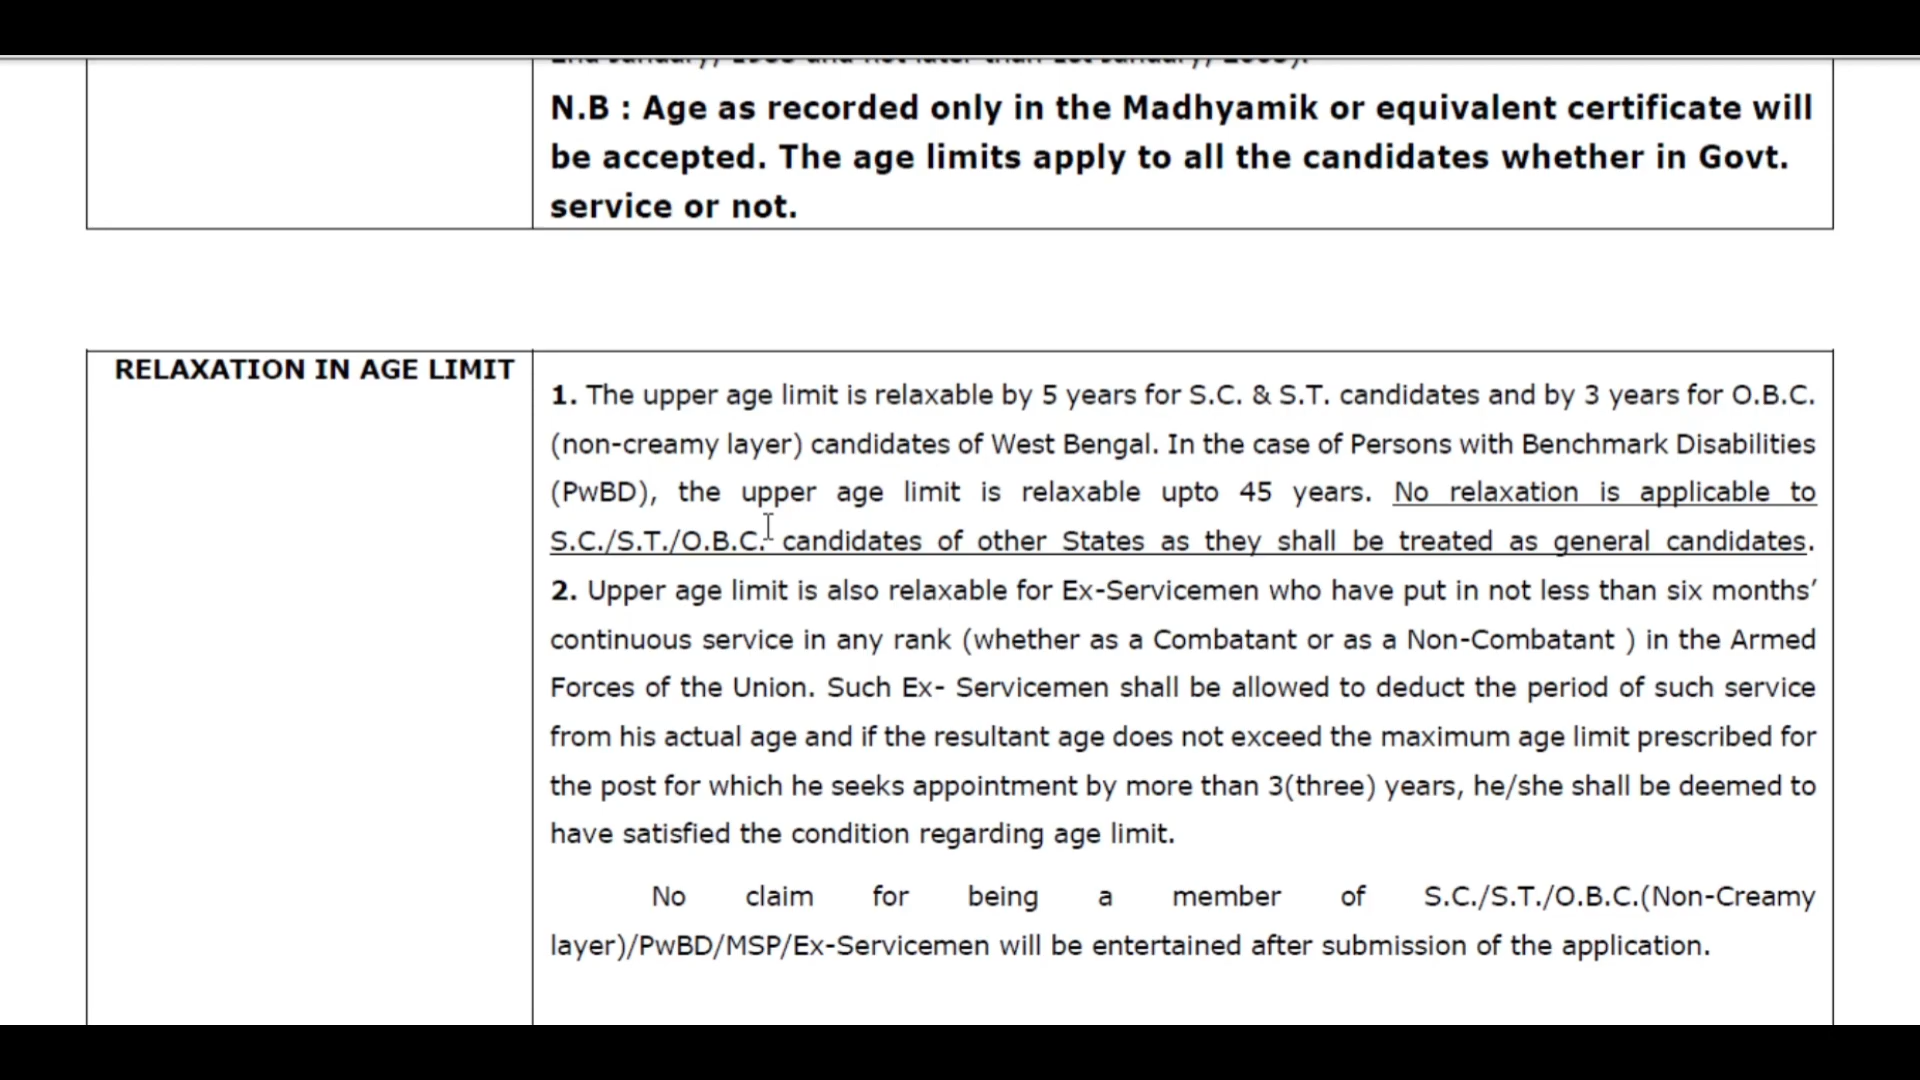 N.B : Age as recorded only in the Madhyamik or equivalent certificate will
be accepted. The age limits apply to all the candidates whether in Govt.
service or not.
RELAXATION IN AGE LIMIT
1. The upper age limit is relaxable by 5 years for S.C. & S.T. candidates and by 3 years for O.B.C.
(non-creamy layer) candidates of West Bengal. In the case of Persons with Benchmark Disabilities
(PwBD), the upper age limit is relaxable upto 45 years. No relaxation is applicable to
S.C./S.T./O.B.C. candidates of other States as they shall be treated as general candidates.
2. Upper age limit is also relaxable for Ex-Servicemen who have put in not less than six months’
continuous service in any rank (whether as a Combatant or as a Non-Combatant ) in the Armed
Forces of the Union. Such Ex- Servicemen shall be allowed to deduct the period of such service
from his actual age and if the resultant age does not exceed the maximum age limit prescribed for
the post for which he seeks appointment by more than 3(three) years, he/she shall be deemed to
have satisfied the condition regarding age limit.
No claim for being a member of S.C./S.T./O.B.C.(Non-Creamy
layer)/PwBD/MSP/Ex-Servicemen will be entertained after submission of the application.